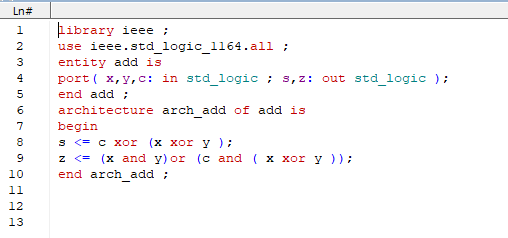 Ln#
1 library ieee ;
2 use ieee.std_logic_1164.all ;
3 entity add is
4 port( x,y,c: in std_logic ; s,z: out std_logic );
5 end add ;
6 architecture arch_add of add is
7 begin
8 s <= c xor (x xor y );
9 z <= (x and y)or (c and ( x xor y ));
10 end arch_add ;
11
12
13